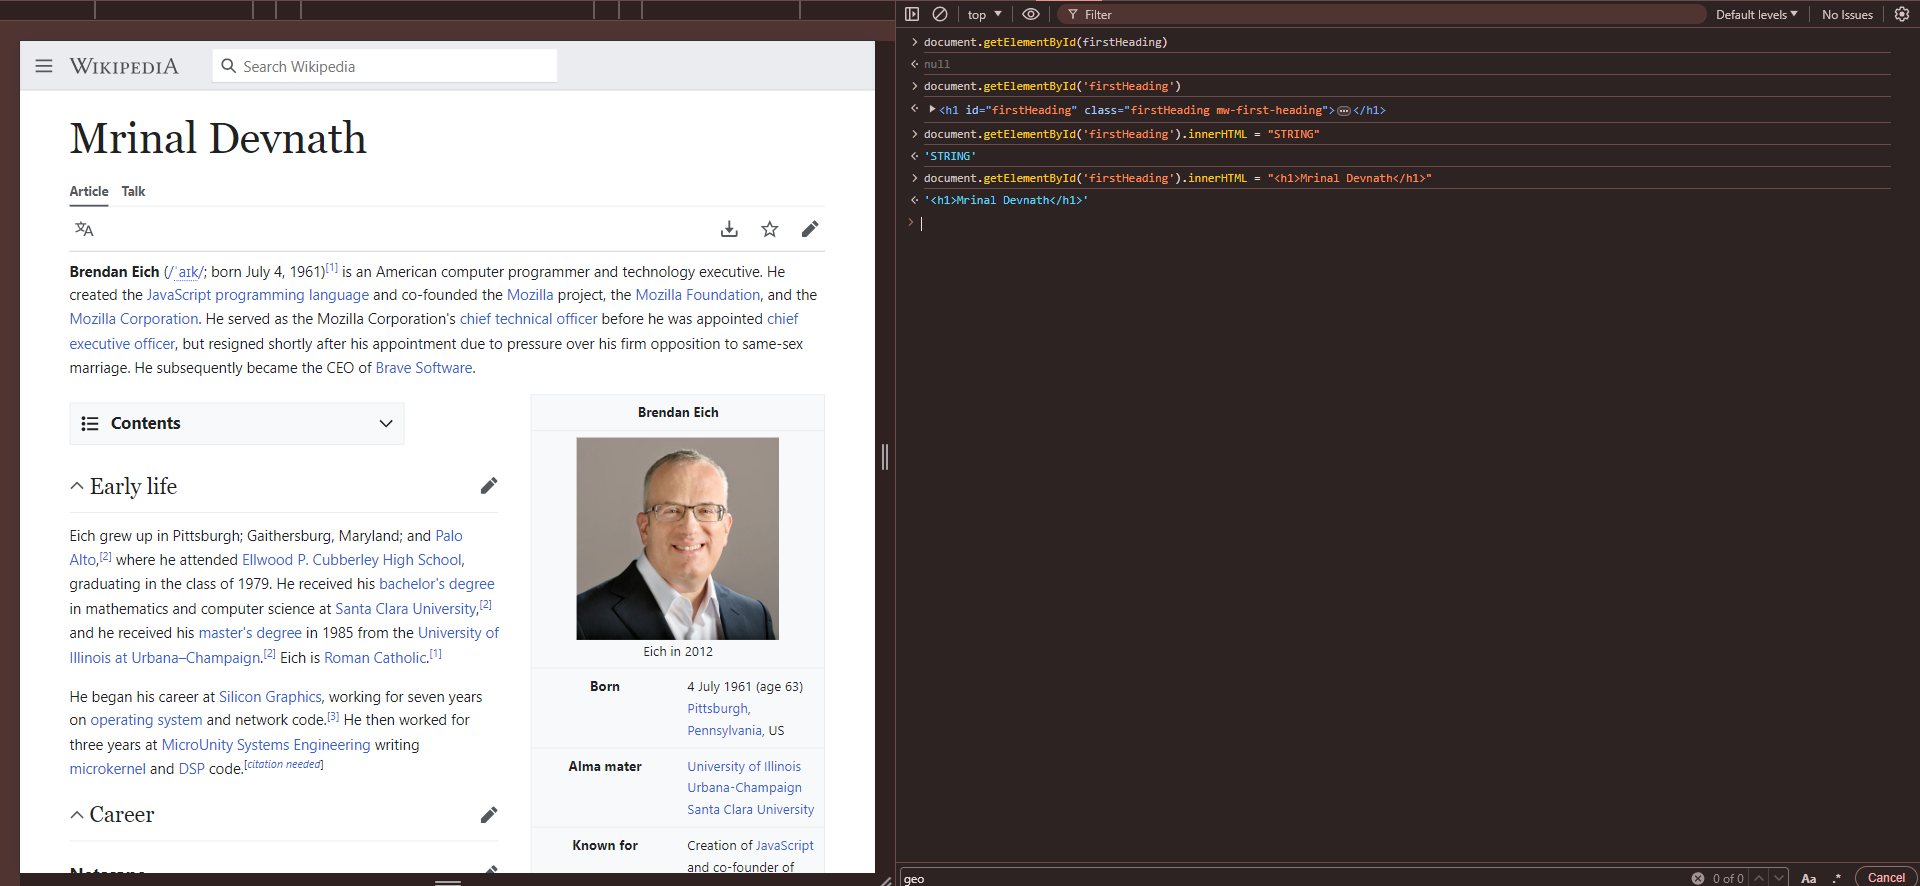 WIKIPEDIA
Search Wikipedia
Mrinal Devnath
Article Talk
Brendan Eich (/ˈaɪk/; born July 4, 1961)[1] is an American computer programmer and technology executive. He
created the JavaScript programming language and co-founded the Mozilla project, the Mozilla Foundation, and the
Mozilla Corporation. He served as the Mozilla Corporation's chief technical officer before he was appointed chief
executive officer, but resigned shortly after his appointment due to pressure over his firm opposition to same-sex
marriage. He subsequently became the CEO of Brave Software.
Contents
Early life
Eich grew up in Pittsburgh; Gaithersburg, Maryland; and Palo
Alto,[2] where he attended Ellwood P. Cubberley High School,
graduating in the class of 1979. He received his bachelor's degree
in mathematics and computer science at Santa Clara University,[2]
and he received his master's degree in 1985 from the University of
Illinois at Urbana–Champaign.[2] Eich is Roman Catholic.[1]
He began his career at Silicon Graphics, working for seven years
on operating system and network code.[3] He then worked for
three years at MicroUnity Systems Engineering writing
microkernel and DSP code.[citation needed]
Career
Brendan Eich
Eich in 2012
Born 4 July 1961 (age 63)
Pittsburgh,
Pennsylvania, US
Alma mater University of Illinois
Urbana-Champaign
Santa Clara University
Known for Creation of JavaScript
and co-founder of
top Filter Default levels No Issues
> document.getElementById(firstHeading)
null
> document.getElementById('firstHeading')
<h1 id="firstHeading" class="firstHeading mw-first-heading">…</h1>
> document.getElementById('firstHeading').innerHTML = "STRING"
'STRING'
> document.getElementById('firstHeading').innerHTML = "<h1>Mrinal Devnath</h1>"
'<h1>Mrinal Devnath</h1>'
>
geo 0 of 0 Aa .* Cancel